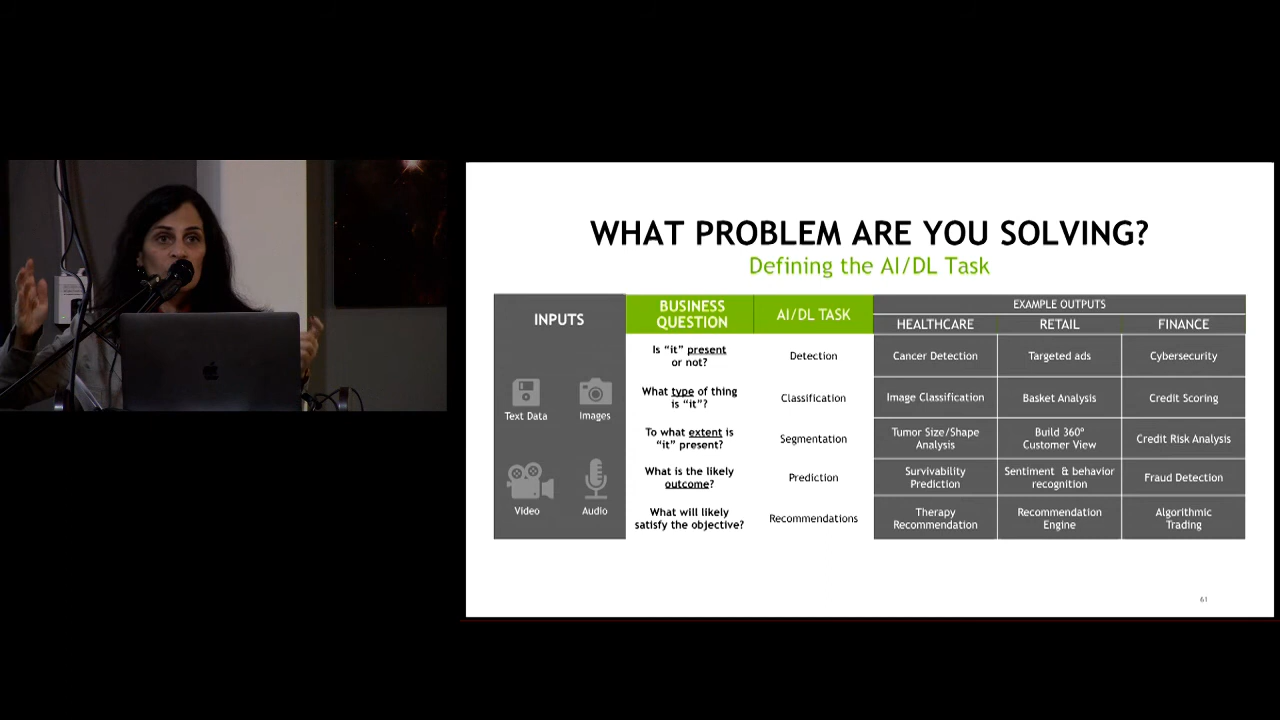 WHAT PROBLEM ARE YOU SOLVING?
Defining the AI/DL Task
INPUTS
BUSINESS
QUESTION
AI/DL TASK
EXAMPLE OUTPUTS
HEALTHCARE
RETAIL
FINANCE
Text Data
Images
Video
Audio
Is “it” present
or not?
Detection
Cancer Detection
Targeted ads
Cybersecurity
What type of thing
is “it”?
Classification
Image Classification
Basket Analysis
Credit Scoring
To what extent is
“it” present?
Segmentation
Tumor Size/Shape
Analysis
Build 360º
Customer View
Credit Risk Analysis
What is the likely
outcome?
Prediction
Survivability
Prediction
Sentiment & behavior
recognition
Fraud Detection
What will likely
satisfy the objective?
Recommendations
Therapy
Recommendation
Recommendation
Engine
Algorithmic
Trading
61